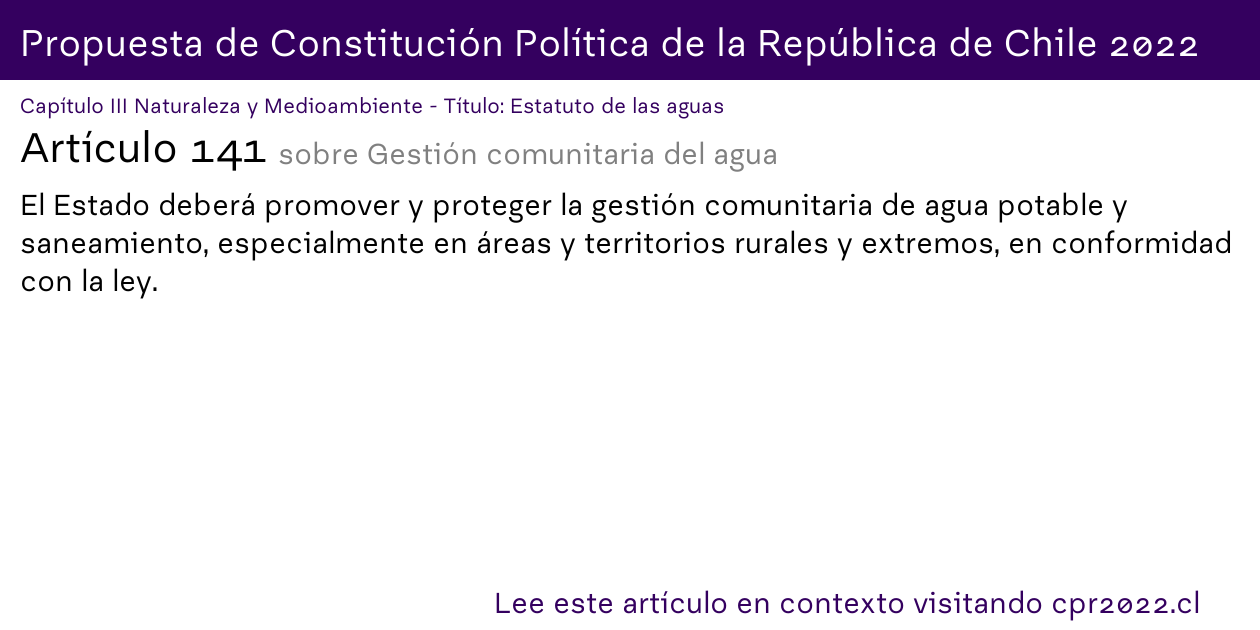 Propuesta de Constitución Política de la República de Chile 2022
Capítulo III Naturaleza y Medioambiente - Título: Estatuto de las aguas
Artículo 141 sobre Gestión comunitaria del agua
El Estado deberá promover y proteger la gestión comunitaria de agua potable y
saneamiento, especialmente en áreas y territorios rurales y extremos, en conformidad
con la ley.
Lee este artículo en contexto visitando cpr2022.cl